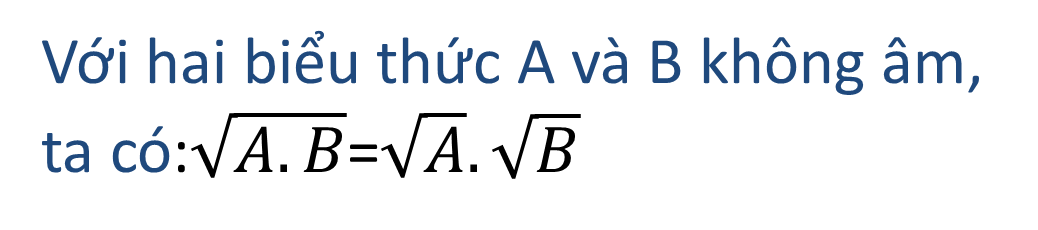 Với hai biểu thức A và B không âm,
ta có:√A. B=√A. √B